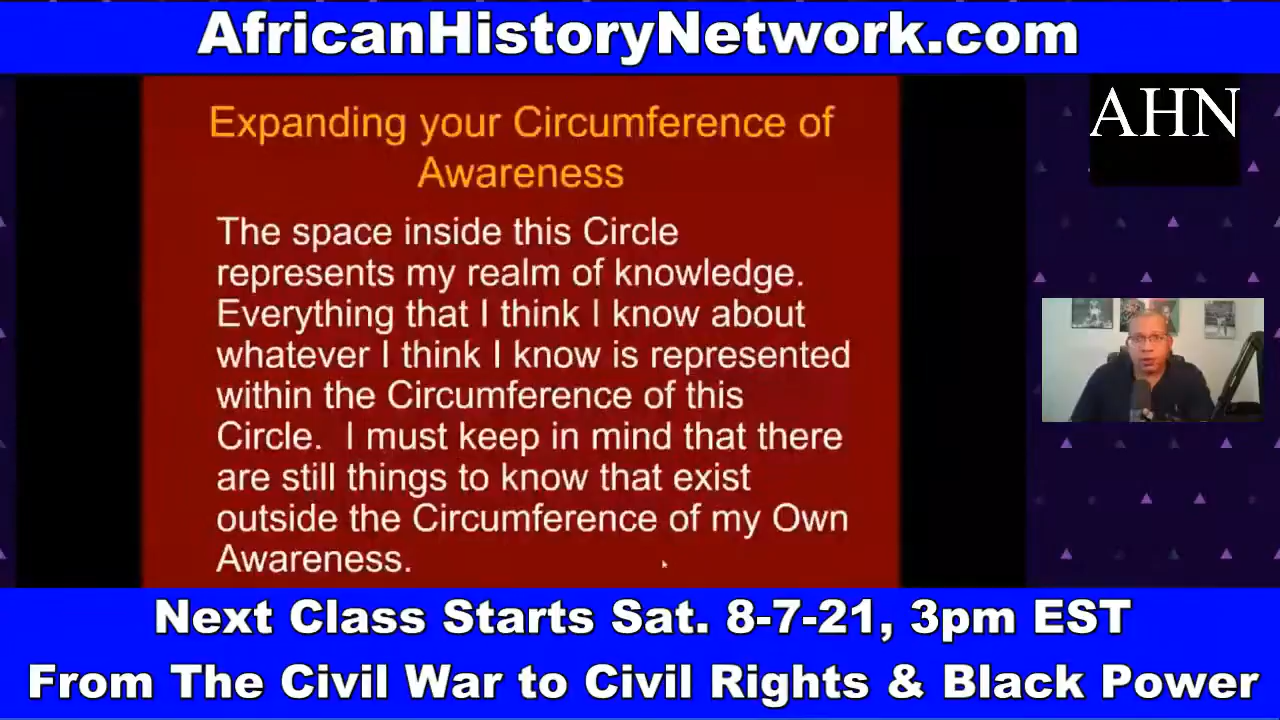 AfricanHistoryNetwork.com
AHN
Expanding your Circumference of
Awareness
The space inside this Circle
represents my realm of knowledge.
Everything that I think I know about
whatever I think I know is represented
within the Circumference of this
Circle.  I must keep in mind that there
are still things to know that exist
outside the Circumference of my Own
Awareness.
Next Class Starts Sat. 8-7-21, 3pm EST
From The Civil War to Civil Rights & Black Power